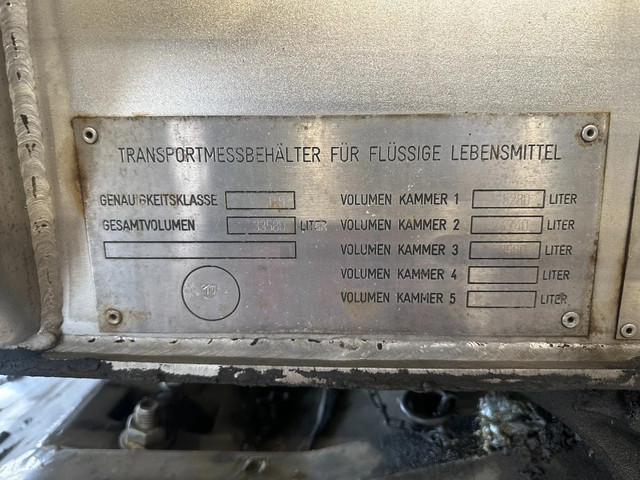 TRANSPORTMESSBEHÄLTER FÜR FLÜSSIGE LEBENSMITTEL
GENAUIGKEITSKLASSE
GESAMTVOLUMEN 33580 LITER
VOLUMEN KAMMER 1 LITER
VOLUMEN KAMMER 2 LITER
VOLUMEN KAMMER 3 LITER
VOLUMEN KAMMER 4 LITER
VOLUMEN KAMMER 5 LITER